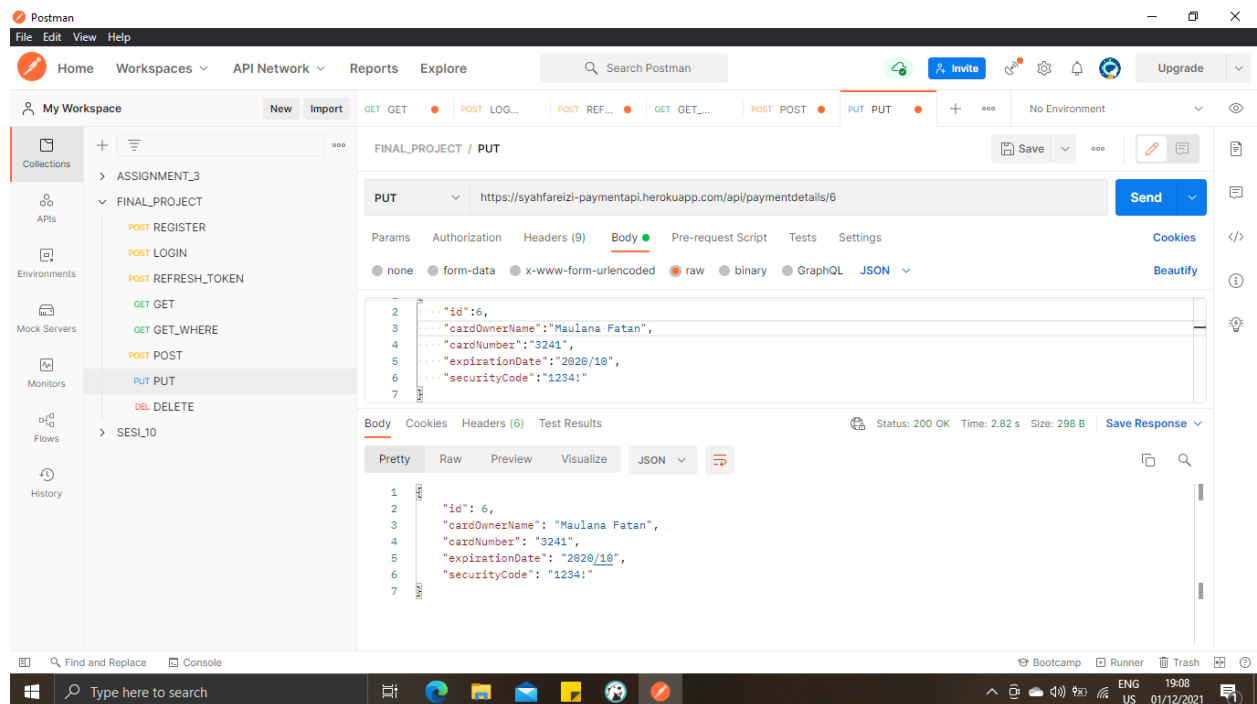 Postman
File Edit View Help
Home Workspaces API Network Reports Explore Search Postman Invite Upgrade
My Workspace New Import GET GET POST LOG... POST REF... GET GET_... POST POST PUT PUT No Environment
Collections
APIs
Environments
Mock Servers
Monitors
Flows
History
ASSIGNMENT_3
FINAL_PROJECT
POST REGISTER
POST LOGIN
POST REFRESH_TOKEN
GET GET
GET GET_WHERE
POST POST
PUT PUT
DEL DELETE
SESI_10
FINAL_PROJECT / PUT Save
PUT https://syahfareizi-paymentapi.herokuapp.com/api/paymentdetails/6 Send
Params Authorization Headers (9) Body Pre-request Script Tests Settings Cookies
none form-data x-www-form-urlencoded raw binary GraphQL JSON Beautify
2 "id":6,
3 "cardOwnerName":"Maulana Fatan",
4 "cardNumber":"3241",
5 "expirationDate":"2020/10",
6 "securityCode":"1234!"
7 }
Body Cookies Headers (6) Test Results Status: 200 OK Time: 2.82 s Size: 298 B Save Response
Pretty Raw Preview Visualize JSON
1 {
2 "id": 6,
3 "cardOwnerName": "Maulana Fatan",
4 "cardNumber": "3241",
5 "expirationDate": "2020/10",
6 "securityCode": "1234!"
7 }
Find and Replace Console Bootcamp Runner Trash
Type here to search ENG 19:08
US 01/12/2021